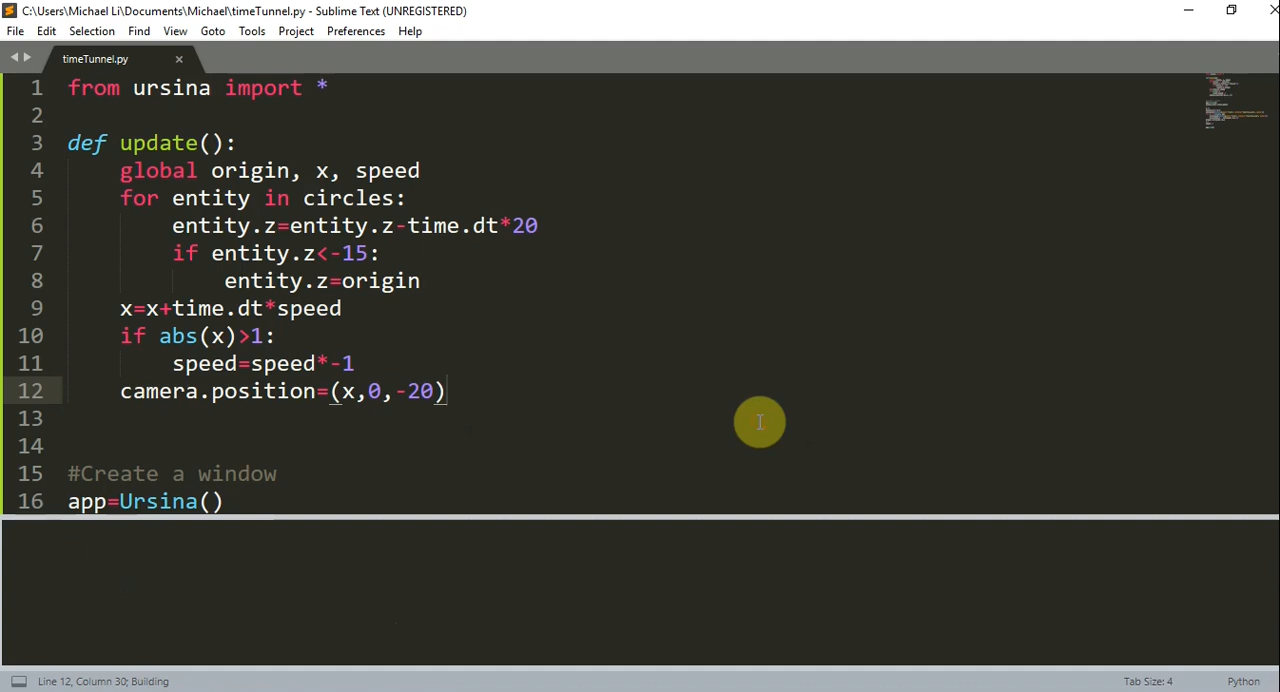 C:\Users\Michael Li\Documents\Michael\timeTunnel.py - Sublime Text (UNREGISTERED)
File Edit Selection Find View Goto Tools Project Preferences Help
timeTunnel.py
1 from ursina import *
2
3 def update():
4     global origin, x, speed
5     for entity in circles:
6         entity.z=entity.z-time.dt*20
7         if entity.z<-15:
8             entity.z=origin
9     x=x+time.dt*speed
10     if abs(x)>1:
11         speed=speed*-1
12     camera.position=(x,0,-20)
13
14
15 #Create a window
16 app=Ursina()
Line 12, Column 30; Building Tab Size: 4 Python